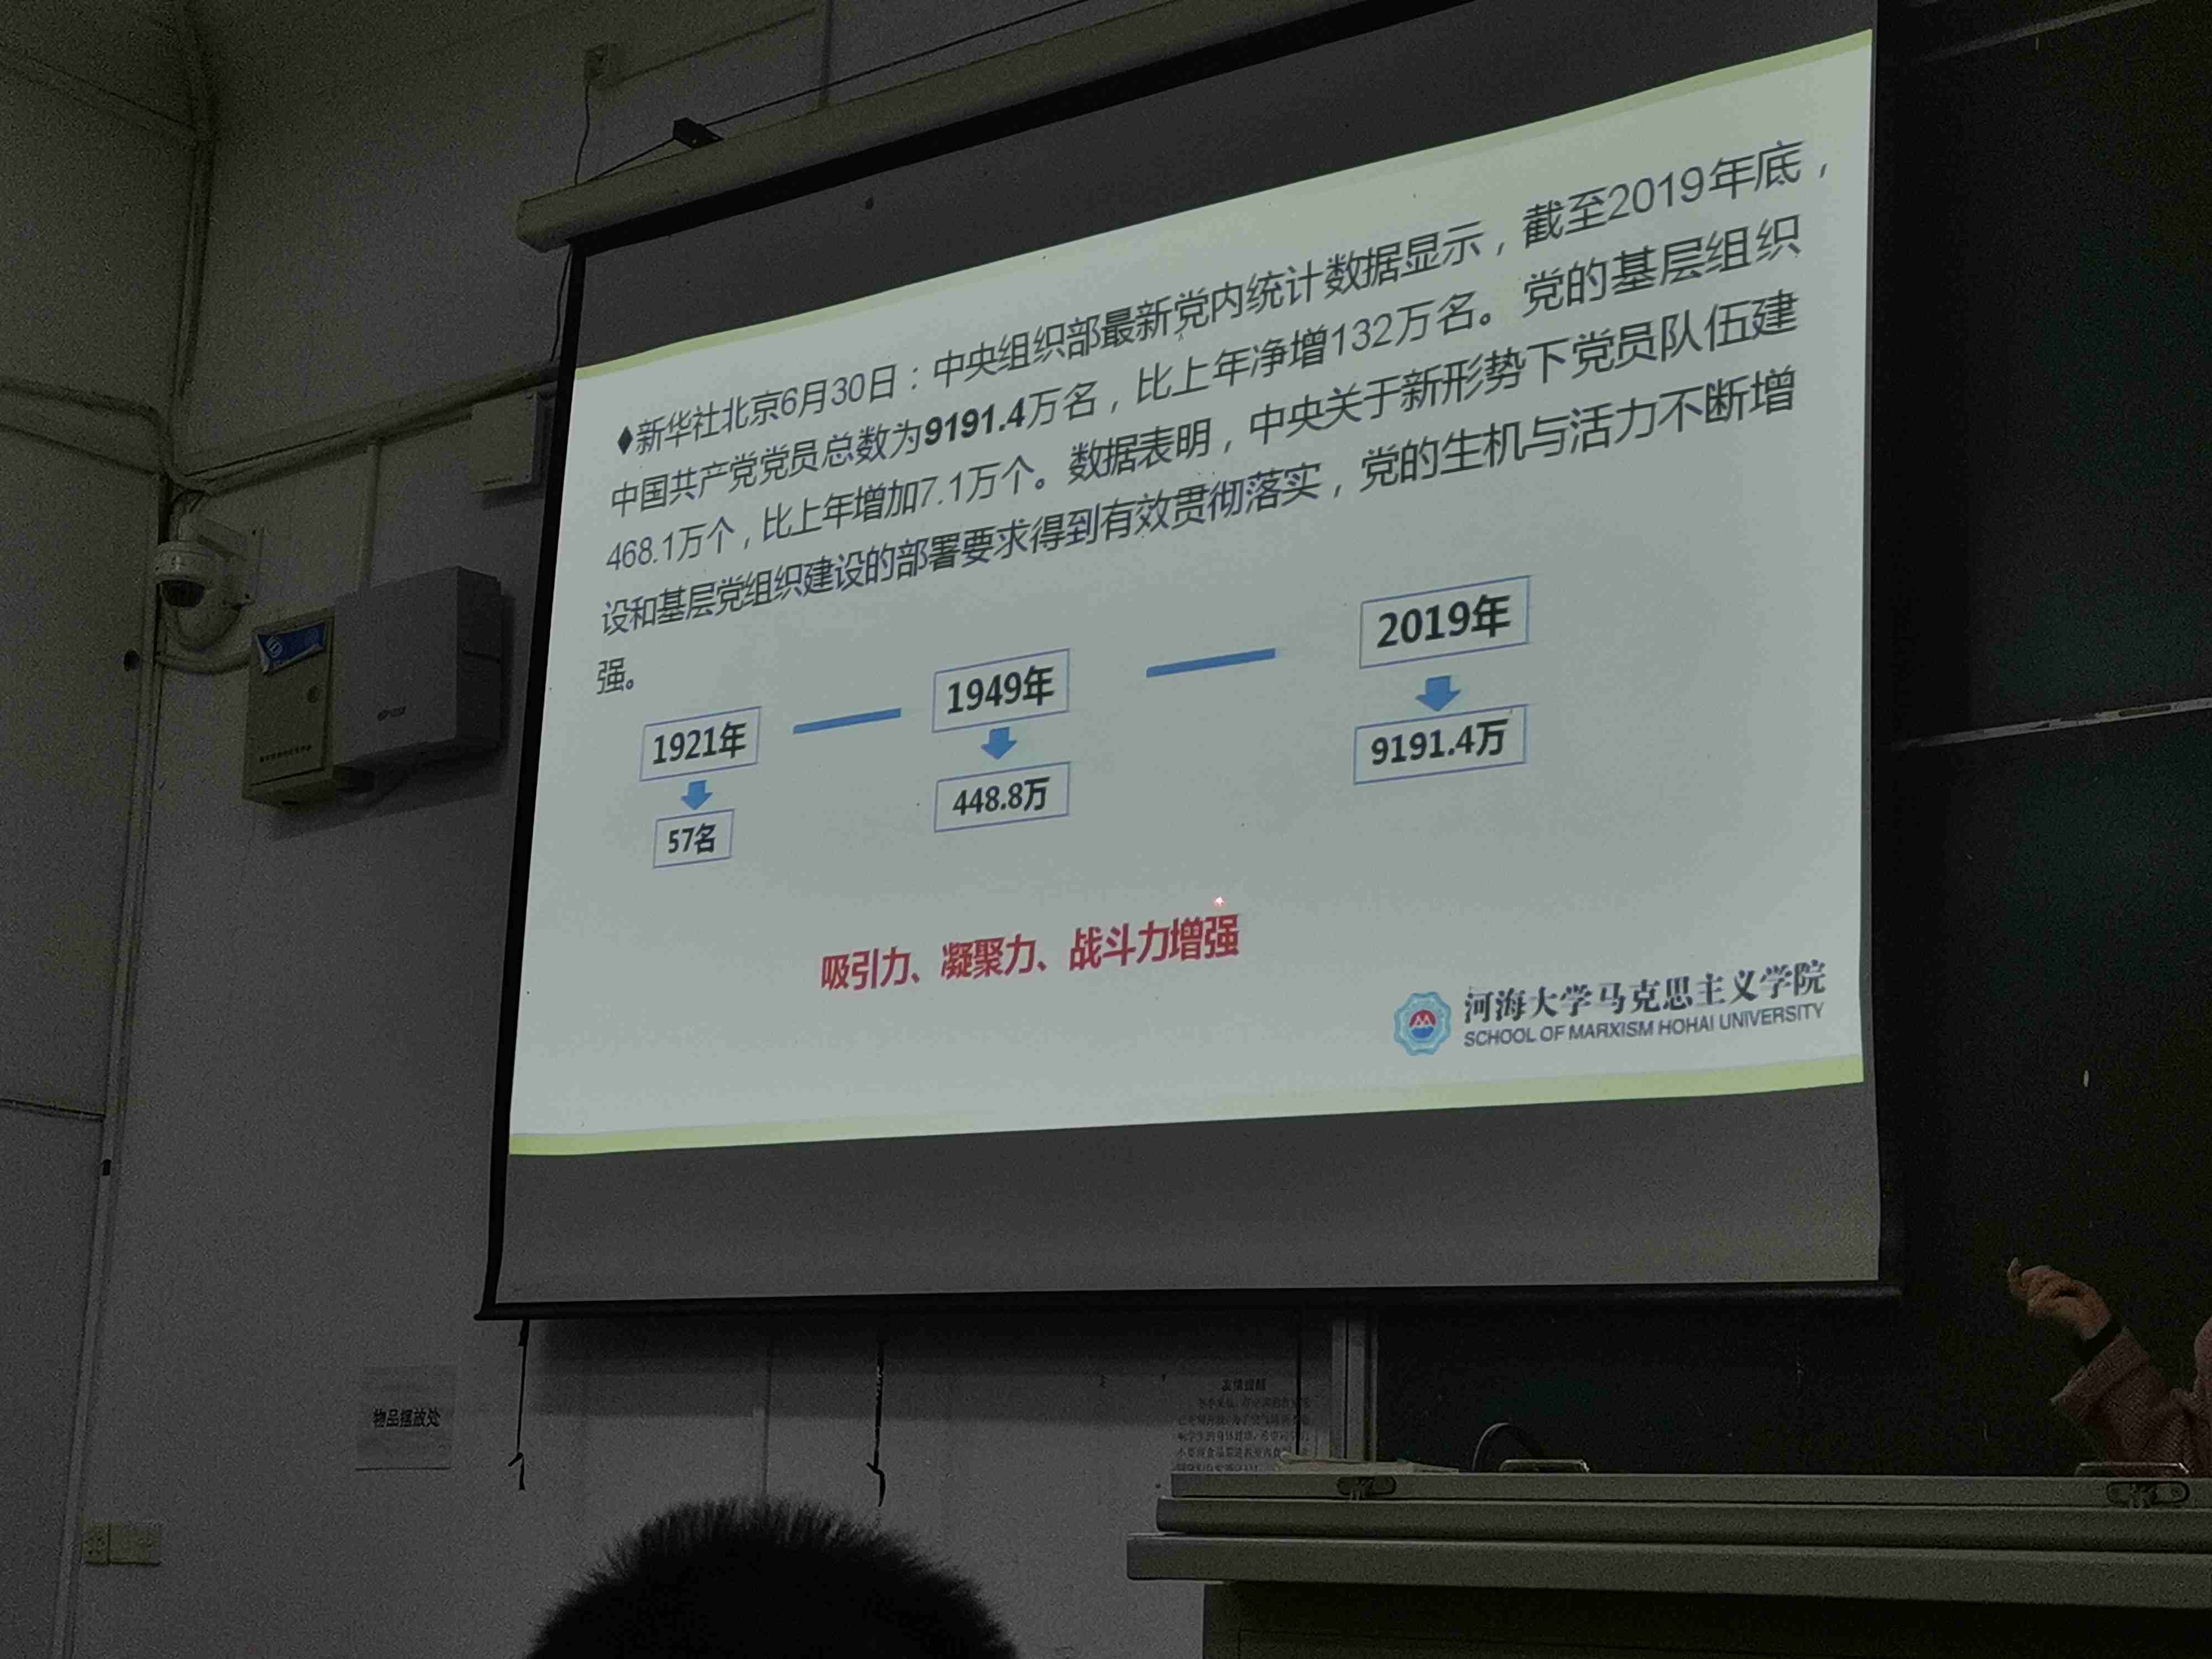 ◆新华社北京6月30日：中央组织部最新党内统计数据显示，截至2019年底，
中国共产党党员总数为9191.4万名，比上年净增132万名。党的基层组织
468.1万个，比上年增加7.1万个。数据表明，中央关于新形势下党员队伍建
设和基层党组织建设的部署要求得到有效贯彻落实，党的生机与活力不断增
强。
1921年
1949年
2019年
57名
448.8万
9191.4万
吸引力、凝聚力、战斗力增强
河海大学马克思主义学院
SCHOOL OF MARXISM HOHAI UNIVERSITY
物品摆放处
友情提醒